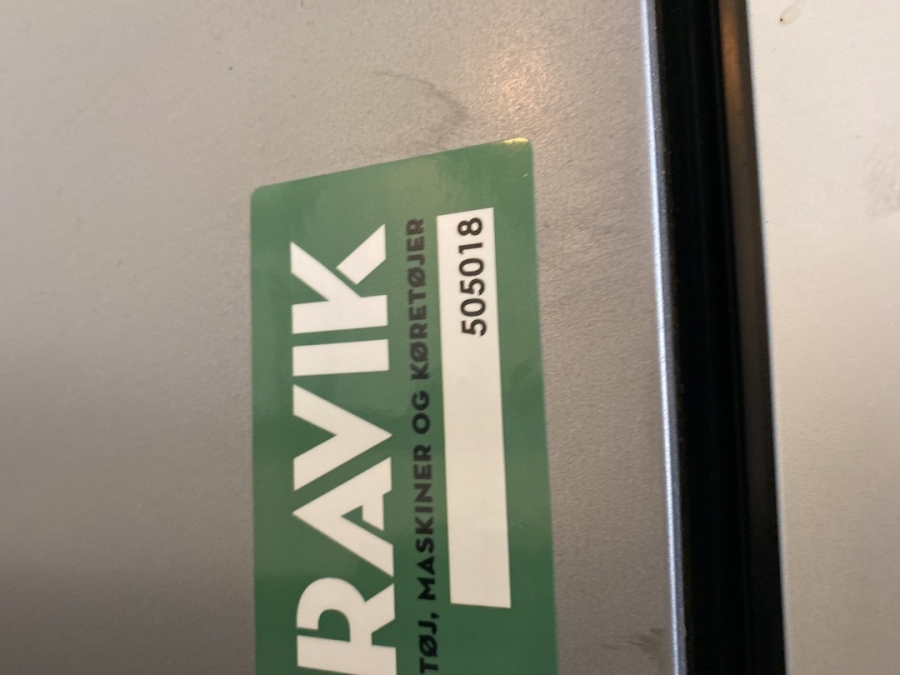 RAVIK
TØJ, MASKINER OG KØRETØJER
505018